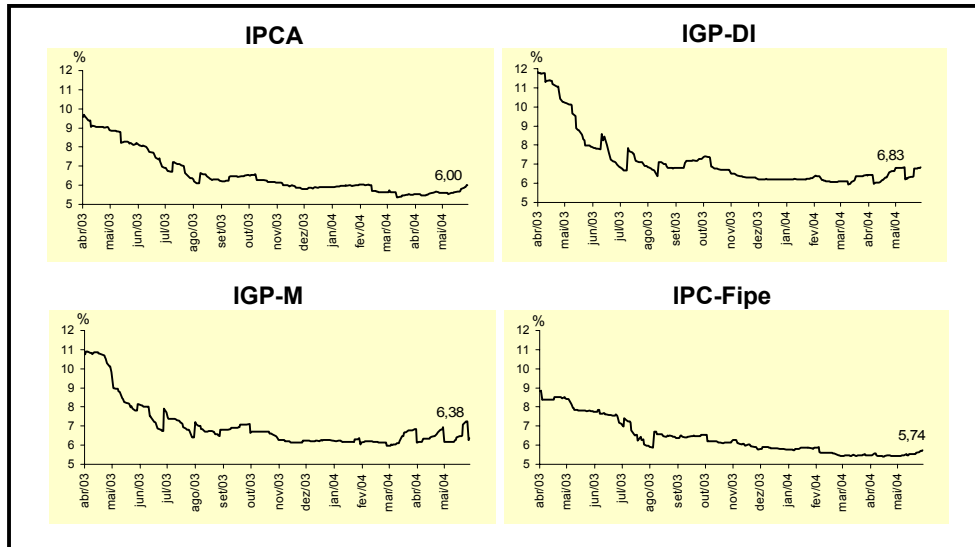 IPCA
%
12
11
10
9
8
7
6
5
6,00
abr/03
mai/03
jun/03
jul/03
ago/03
set/03
out/03
nov/03
dez/03
jan/04
fev/04
mar/04
abr/04
mai/04
IGP-DI
%
12
11
10
9
8
7
6
5
6,83
abr/03
mai/03
jun/03
jul/03
ago/03
set/03
out/03
nov/03
dez/03
jan/04
fev/04
mar/04
abr/04
mai/04
IGP-M
%
12
11
10
9
8
7
6
5
6,38
abr/03
mai/03
jun/03
jul/03
ago/03
set/03
out/03
nov/03
dez/03
jan/04
fev/04
mar/04
abr/04
mai/04
IPC-Fipe
%
12
11
10
9
8
7
6
5
5,74
abr/03
mai/03
jun/03
jul/03
ago/03
set/03
out/03
nov/03
dez/03
jan/04
fev/04
mar/04
abr/04
mai/04